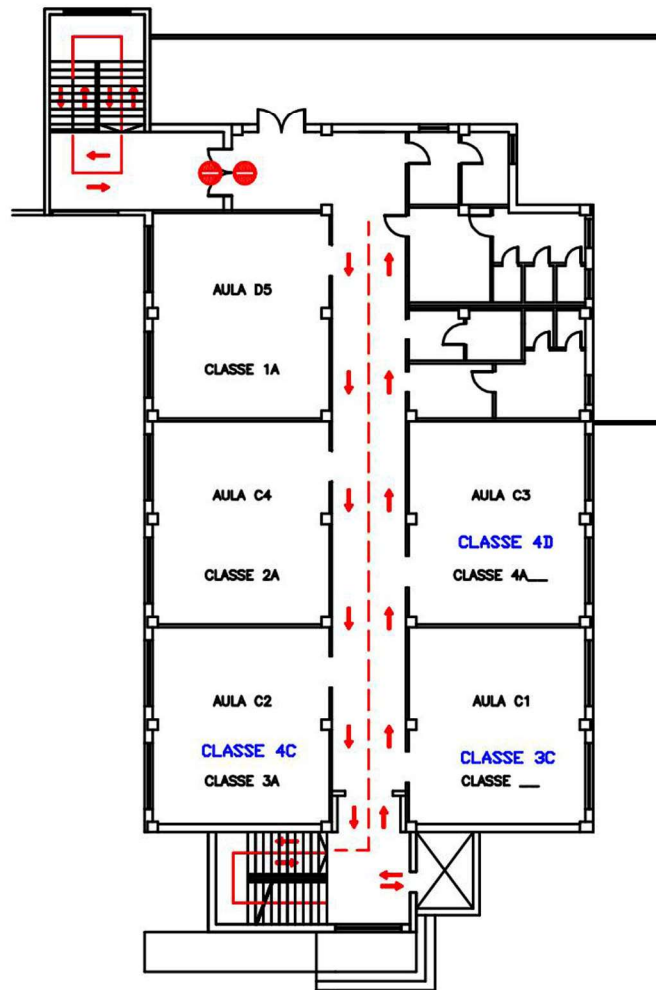 AULA D5
CLASSE 1A
AULA C4
CLASSE 2A
AULA C3
CLASSE 4D
CLASSE 4A__
AULA C2
CLASSE 4C
CLASSE 3A
AULA C1
CLASSE 3C
CLASSE __